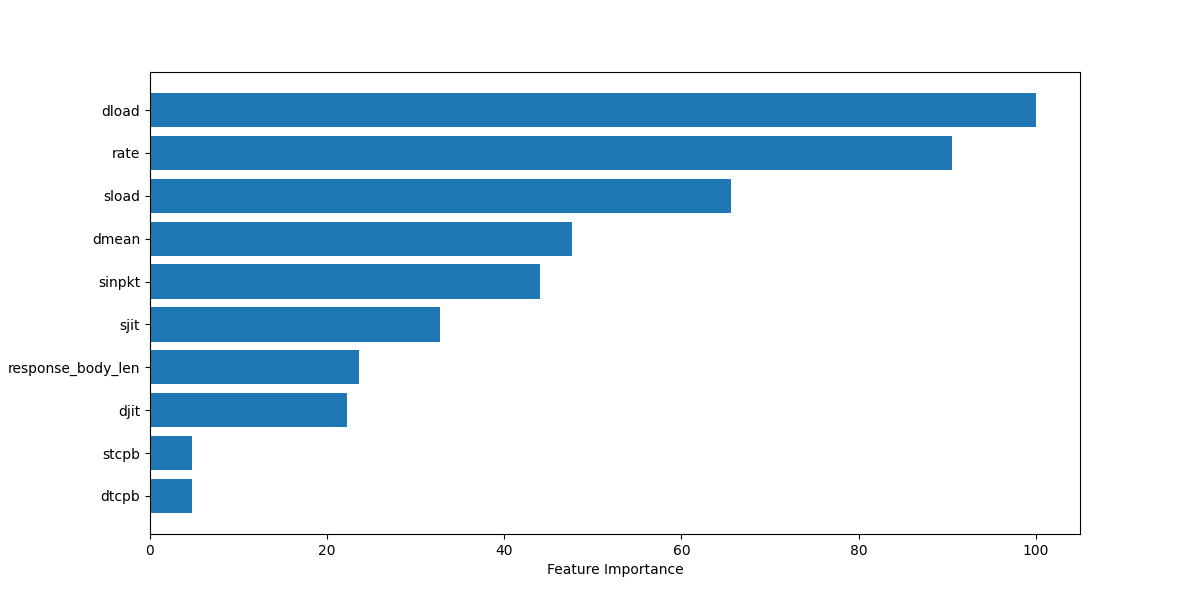 dload
rate
sload
dmean
sinpkt
sjit
response_body_len
djit
stcpb
dtcpb
0 20 40 60 80 100
Feature Importance